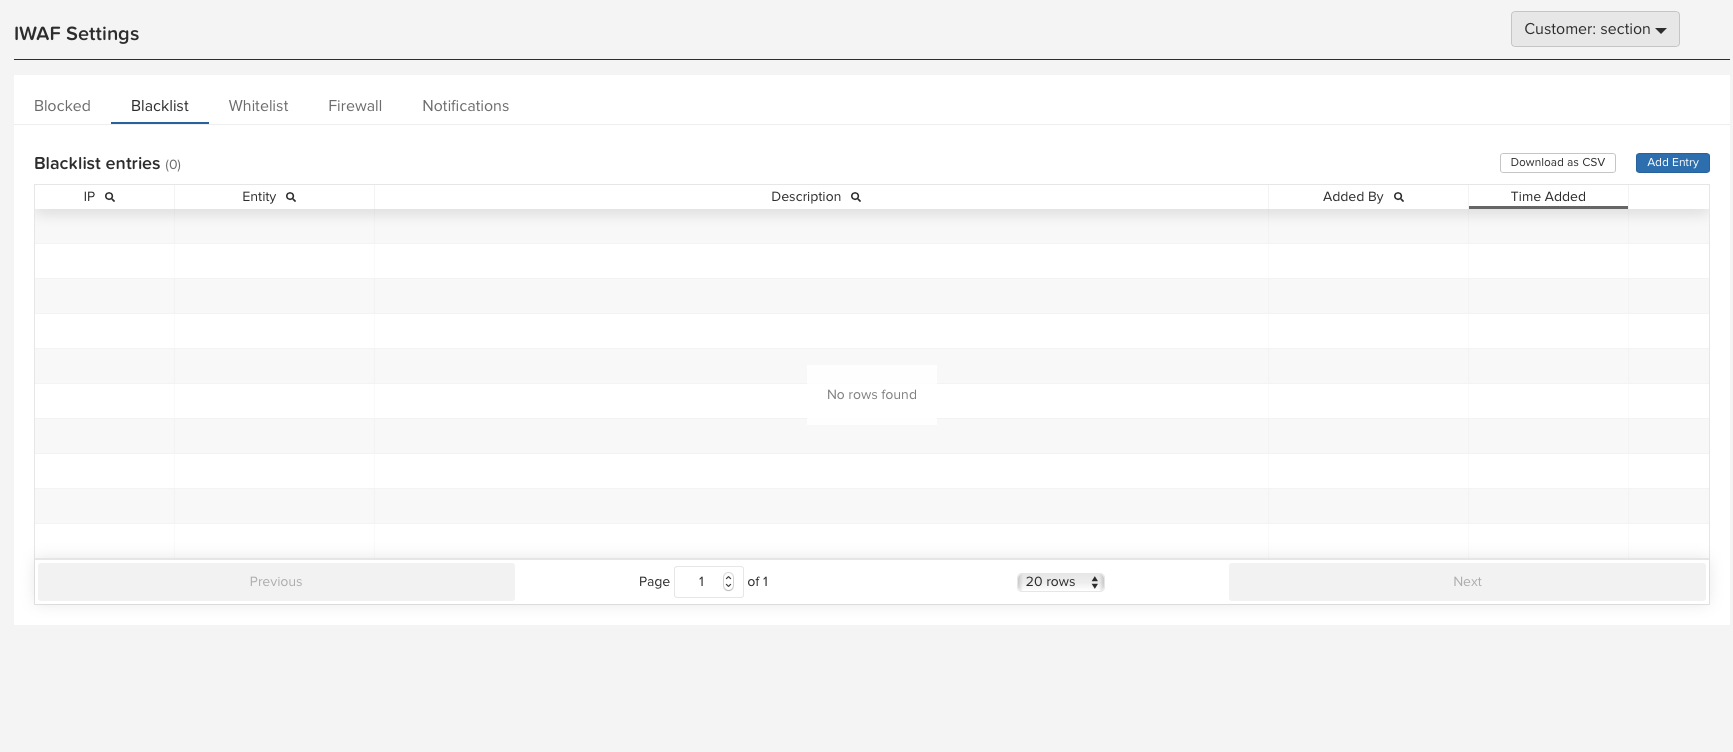 IWAF Settings
Customer: section
Blocked Blacklist Whitelist Firewall Notifications
Blacklist entries (0)
Download as CSV Add Entry
IP Entity Description Added By Time Added
No rows found
Previous Page 1 of 1 20 rows Next